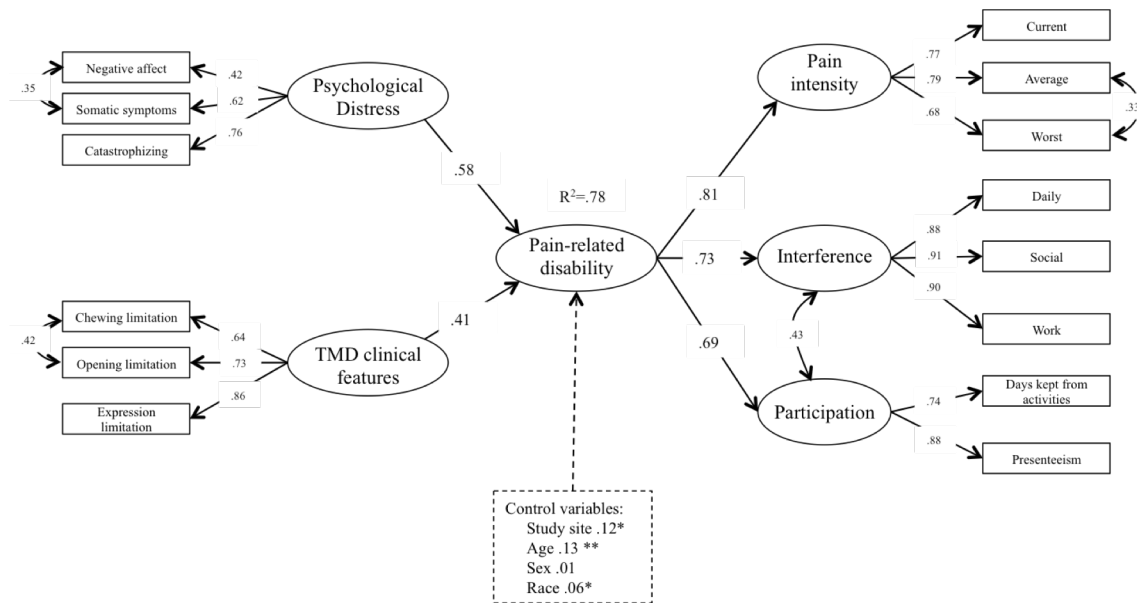 Negative affect
Somatic symptoms
Catastrophizing
.35
.42
.62
.76
Psychological
Distress
.58
Chewing limitation
Opening limitation
Expression
limitation
.42
.64
.73
.86
TMD clinical
features
.41
R²=.78
Pain-related
disability
Control variables:
Study site .12*
Age .13 **
Sex .01
Race .06*
.81
.73
.69
Pain
intensity
.77
.79
.68
Current
Average
Worst
.33
Interference
.88
.91
.90
Daily
Social
Work
.43
Participation
.74
.88
Days kept from
activities
Presenteeism